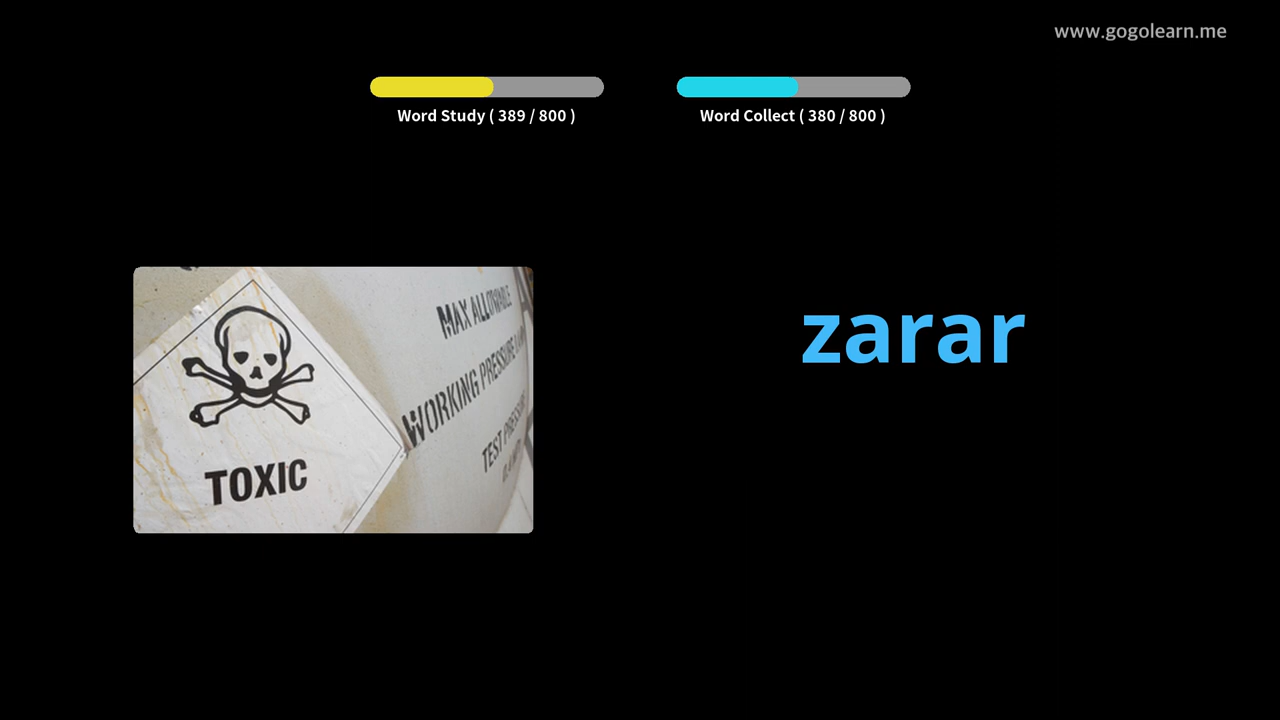 www.gogolearn.me
Word Study ( 389 / 800 )
Word Collect ( 380 / 800 )
zarar
MAX ALLOWABLE
WORKING PRESSURE
TEST PRESSURE
TOXIC